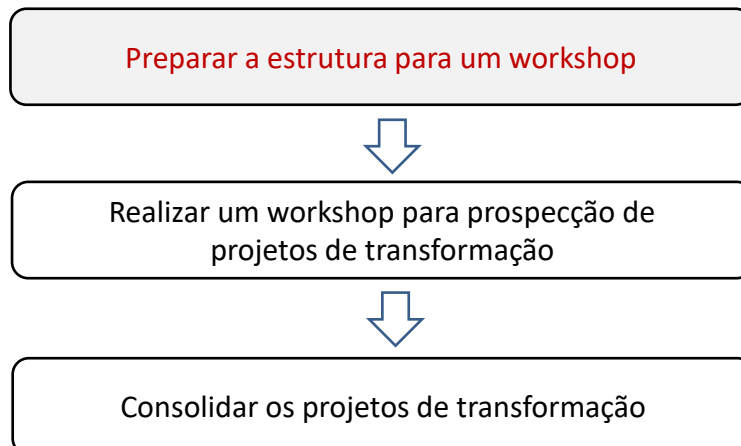 Preparar a estrutura para um workshop
Realizar um workshop para prospecção de
projetos de transformação
Consolidar os projetos de transformação